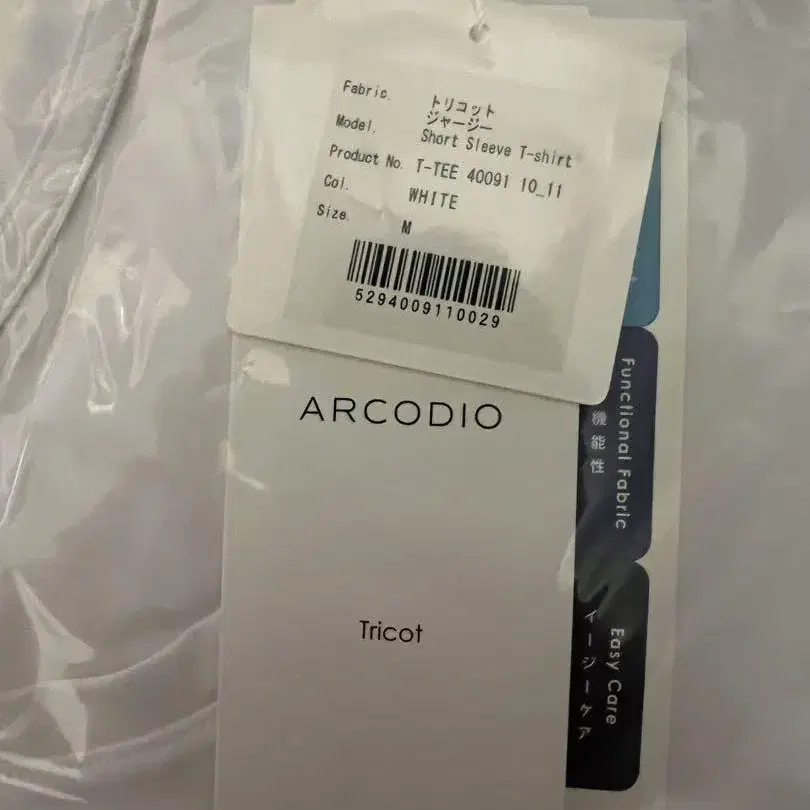 Fabric. トリコット
ジャージー
Model. Short Sleeve T-shirt
Product No. T-TEE 40091 10_11
Col. WHITE
Size. M
5294009110029
ARCODIO
Tricot
Functional Fabric
機能性
Easy Care
イージーケア